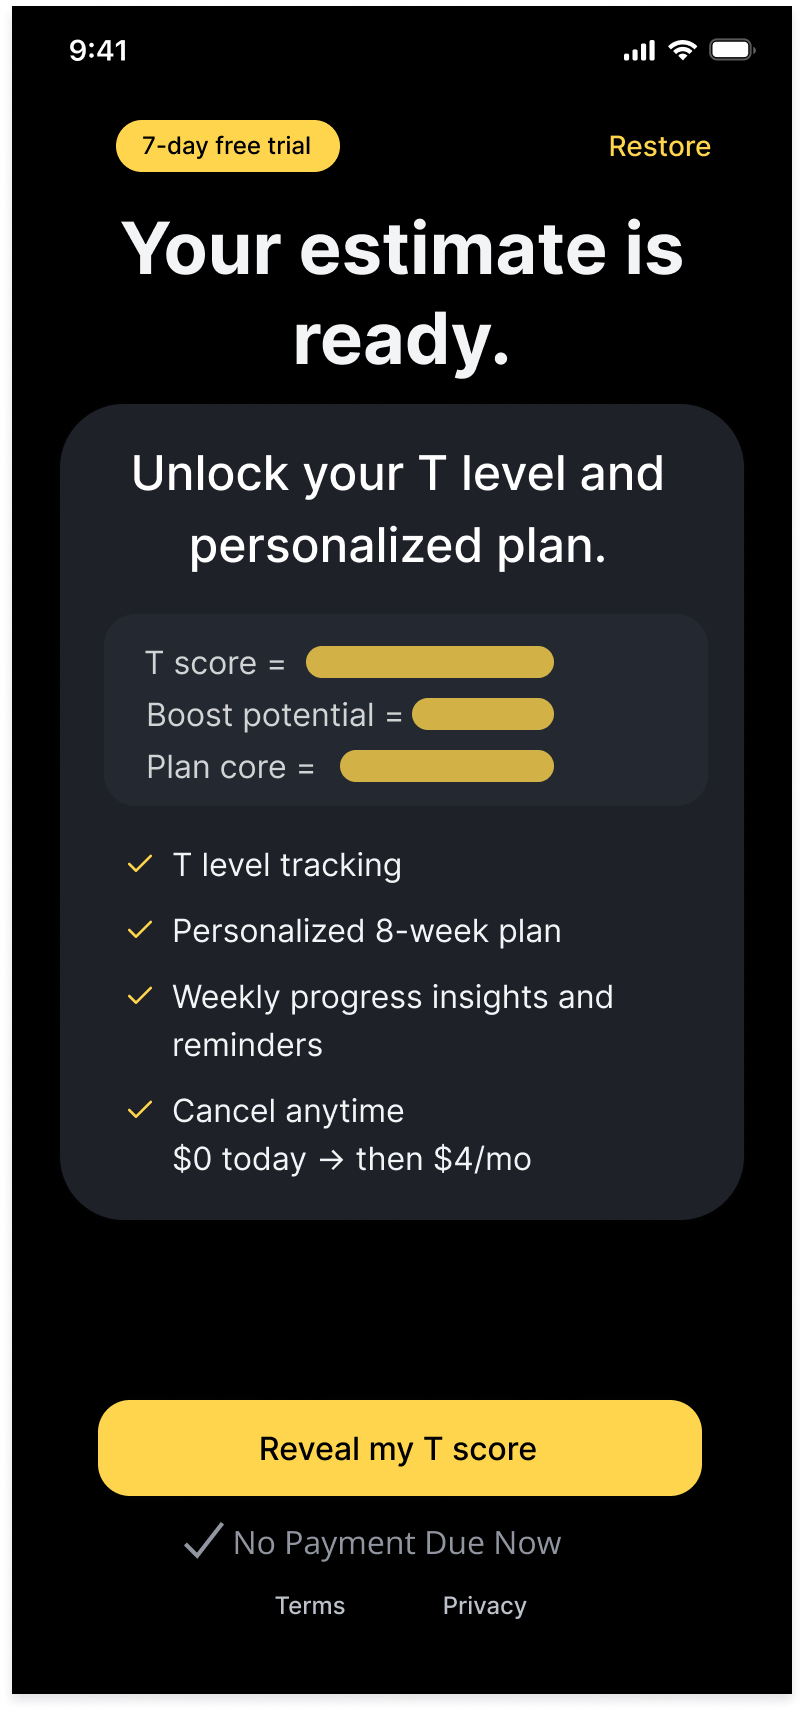 9:41
7-day free trial
Restore
Your estimate is
ready.
Unlock your T level and
personalized plan.
T score =
Boost potential =
Plan core =
T level tracking
Personalized 8-week plan
Weekly progress insights and
reminders
Cancel anytime
$0 today → then $4/mo
Reveal my T score
No Payment Due Now
Terms
Privacy